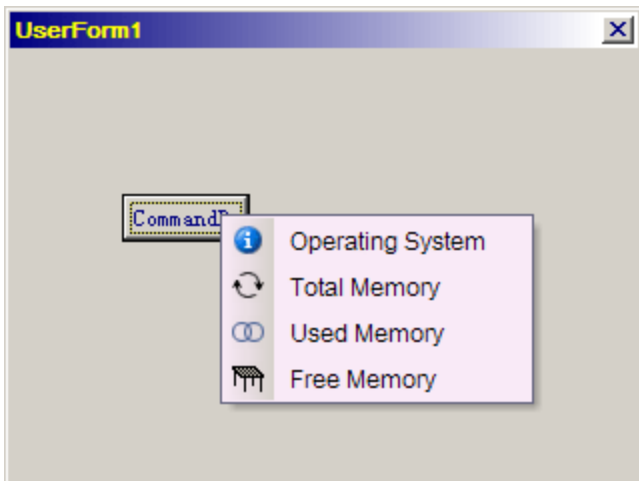 UserForm1
Operating System
Total Memory
Used Memory
Free Memory